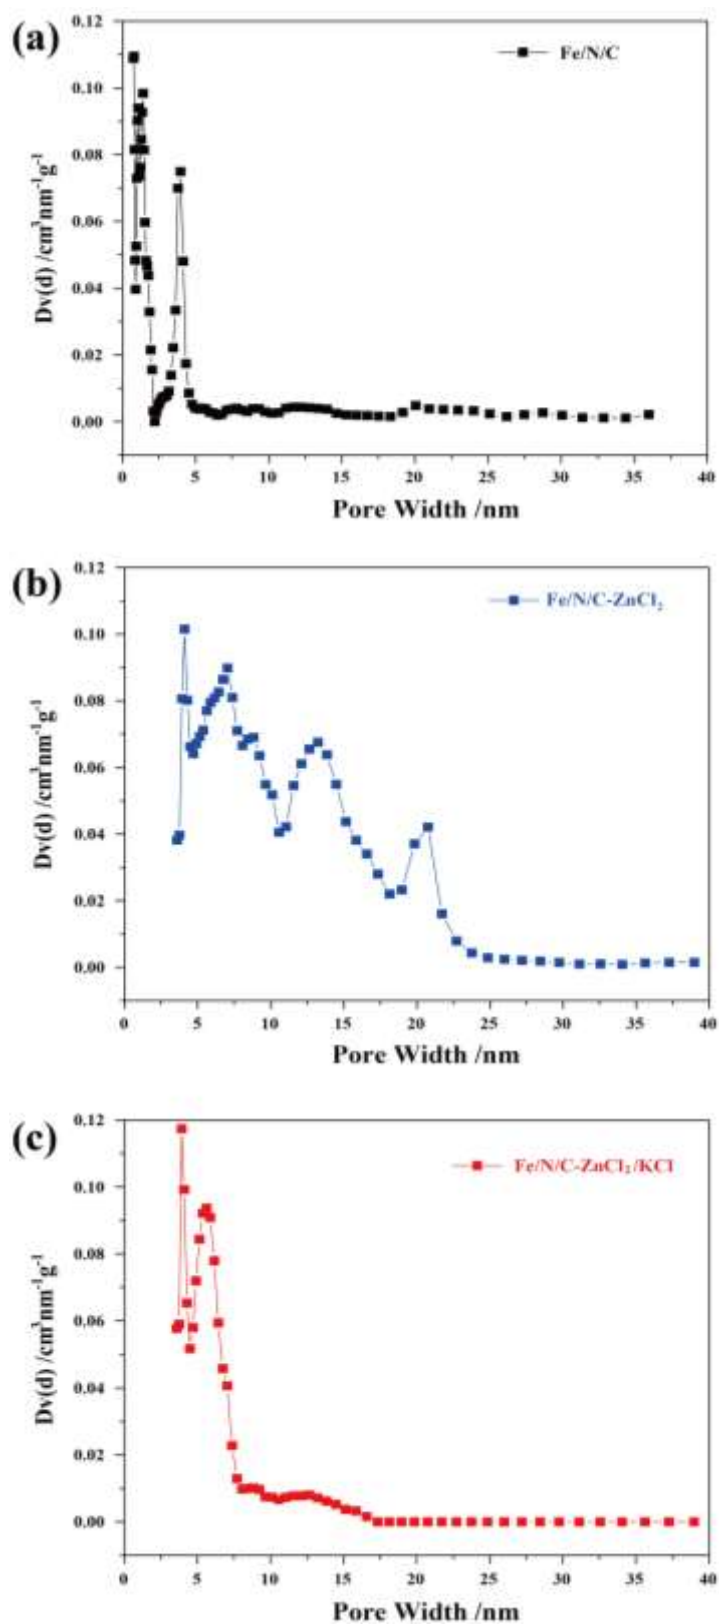 (a)
Fe/N/C
0.12
0.10
0.08
0.06
0.04
0.02
0.00
Dv(d) /cm³nm⁻¹g⁻¹
0 5 10 15 20 25 30 35 40
Pore Width /nm
(b)
Fe/N/C-ZnCl₂
0.12
0.10
0.08
0.06
0.04
0.02
0.00
Dv(d) /cm³nm⁻¹g⁻¹
0 5 10 15 20 25 30 35 40
Pore Width /nm
(c)
Fe/N/C-ZnCl₂/KCl
0.12
0.10
0.08
0.06
0.04
0.02
0.00
Dv(d) /cm³nm⁻¹g⁻¹
0 5 10 15 20 25 30 35 40
Pore Width /nm